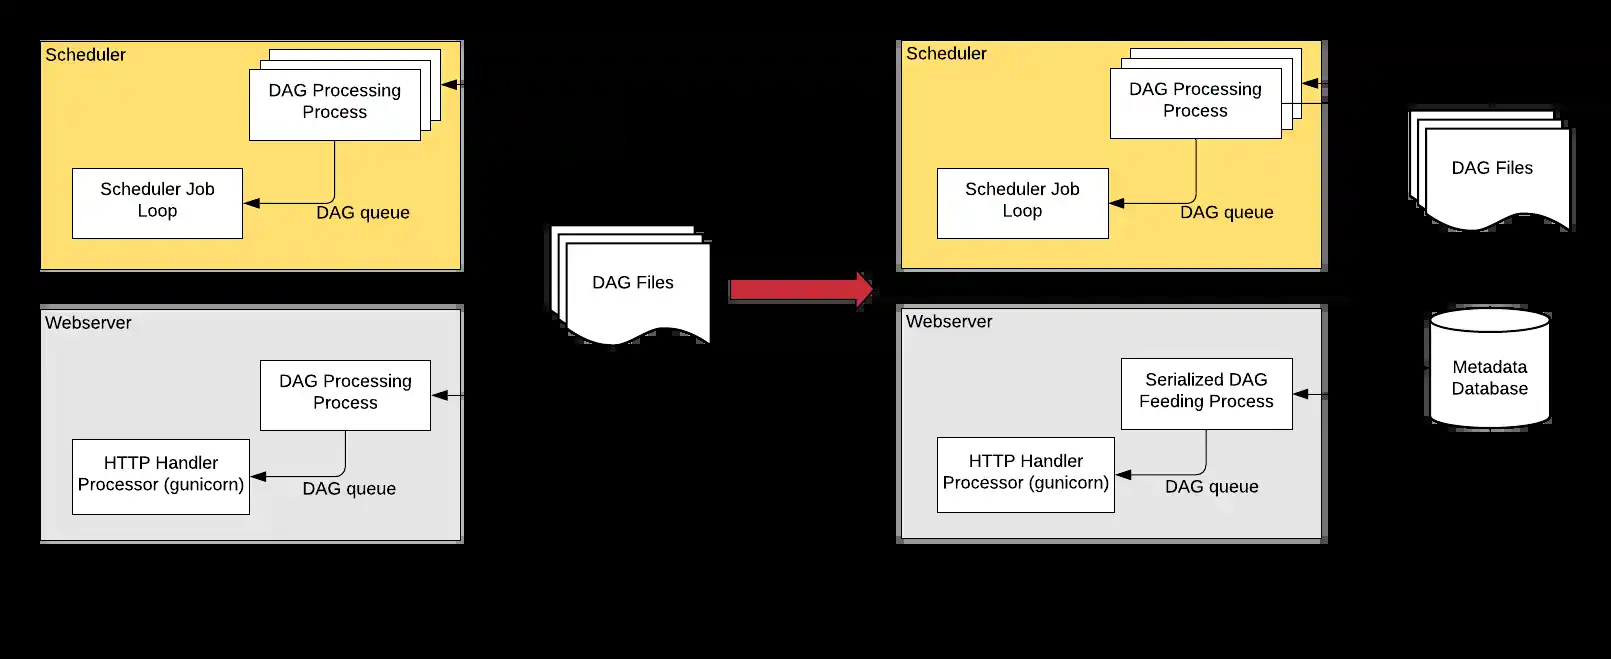 Scheduler
DAG Processing
Process
Scheduler Job
Loop
DAG queue
Webserver
DAG Processing
Process
HTTP Handler
Processor (gunicorn)
DAG queue
DAG Files
Scheduler
DAG Processing
Process
Scheduler Job
Loop
DAG queue
Webserver
Serialized DAG
Feeding Process
HTTP Handler
Processor (gunicorn)
DAG queue
DAG Files
Metadata
Database